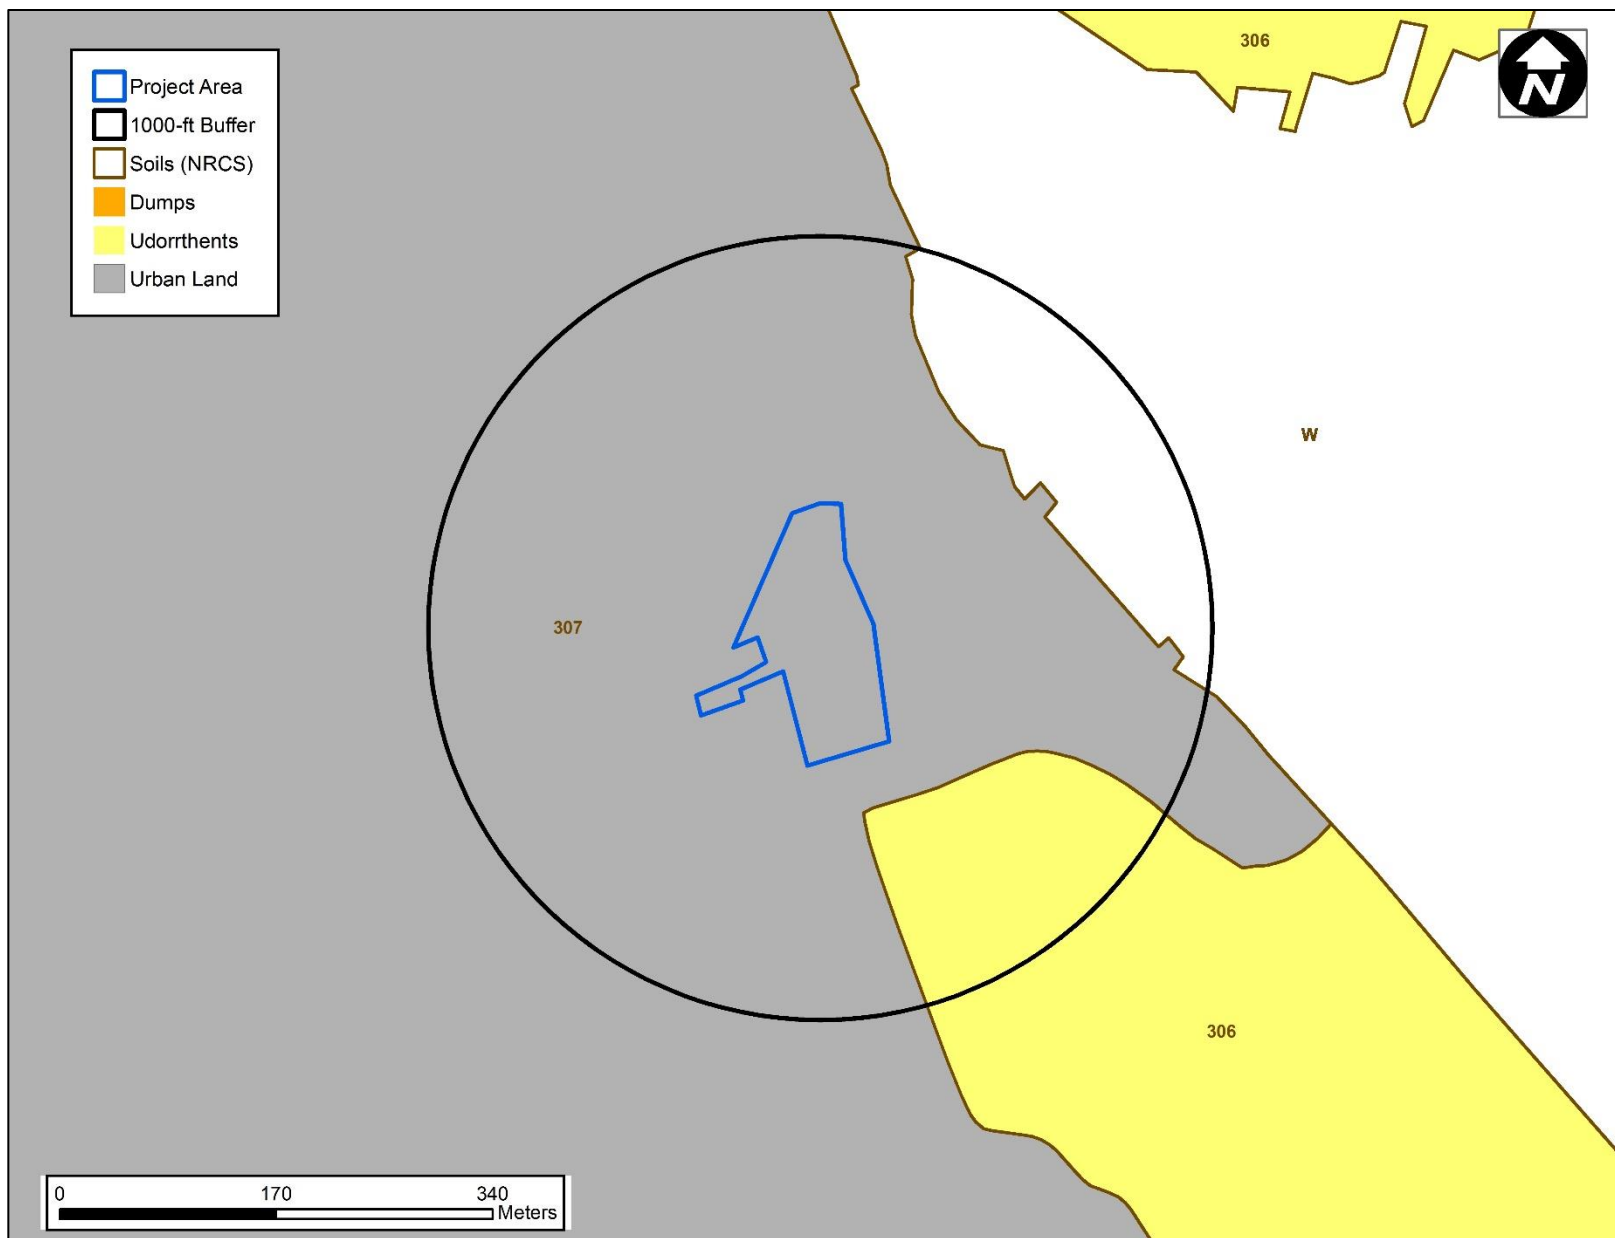 306
N
Project Area
1000-ft Buffer
Soils (NRCS)
Dumps
Udorrthents
Urban Land
W
307
306
0 170 340
Meters